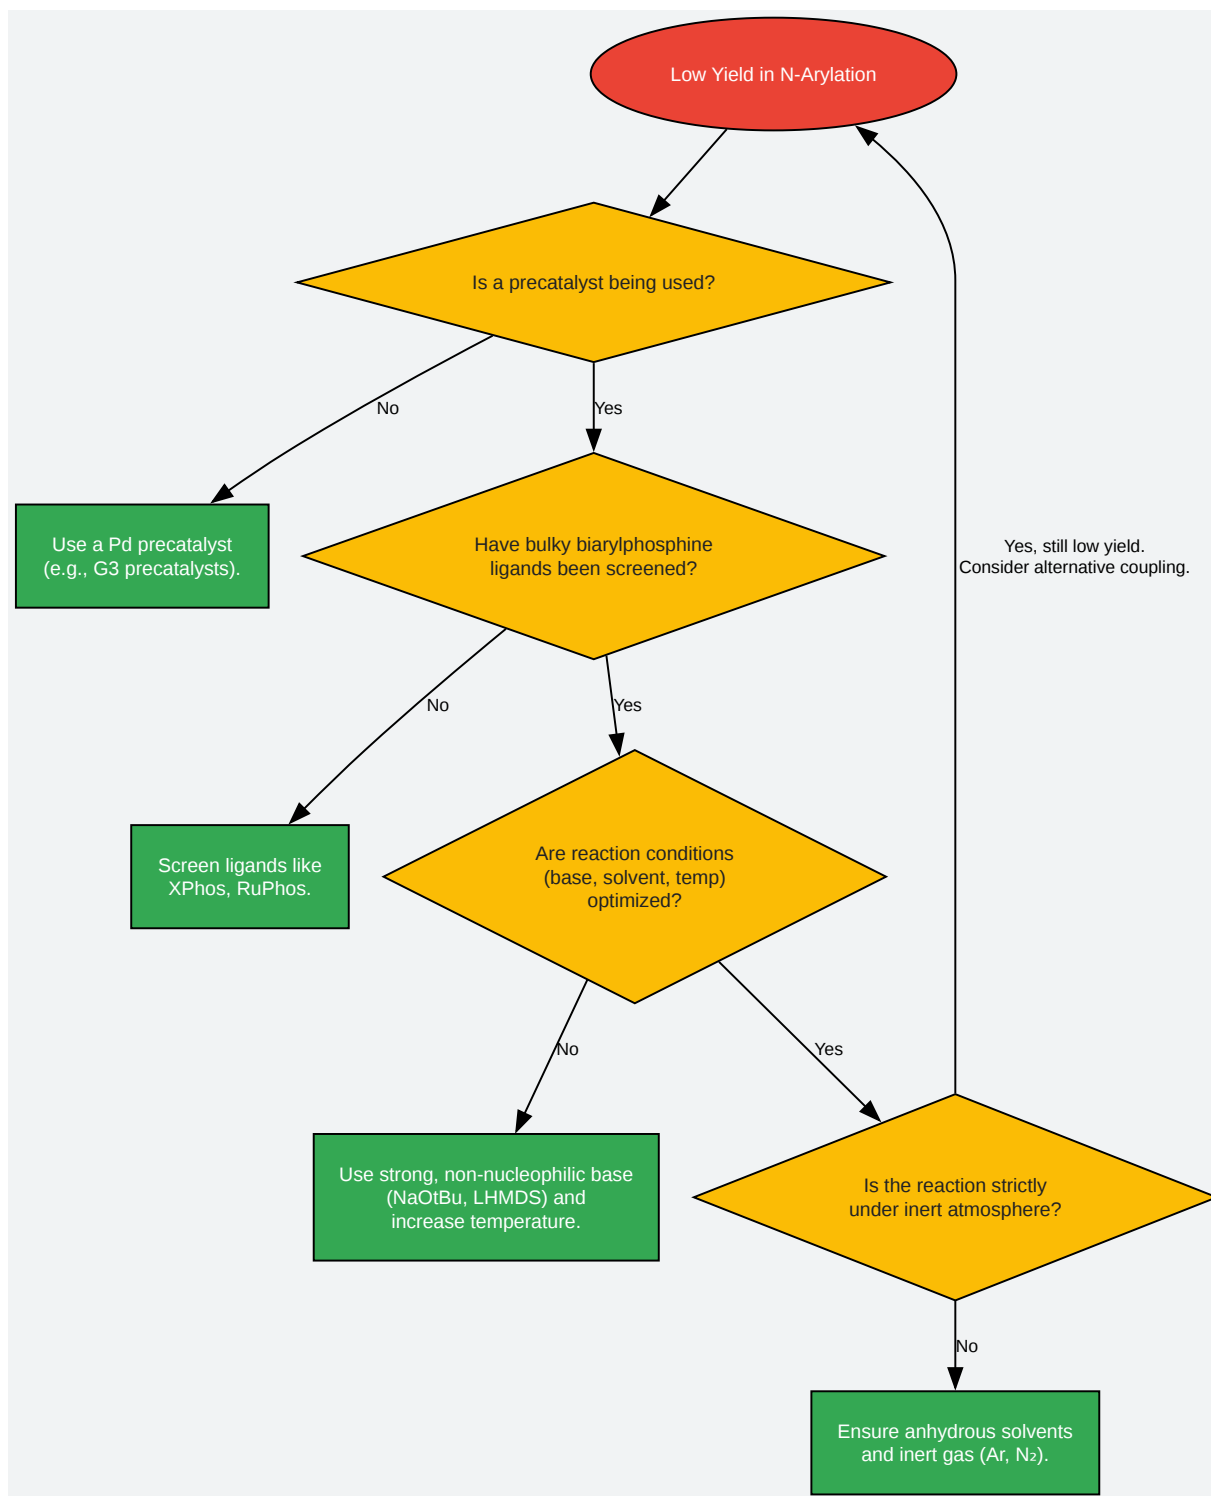 Low Yield in N-Arylation
Is a precatalyst being used?
No
Yes
Use a Pd precatalyst
(e.g., G3 precatalysts).
Have bulky biarylphosphine
ligands been screened?
Yes, still low yield.
Consider alternative coupling.
No
Yes
Screen ligands like
XPhos, RuPhos.
Are reaction conditions
(base, solvent, temp)
optimized?
No
Yes
Use strong, non-nucleophilic base
(NaOtBu, LHMDS) and
increase temperature.
Is the reaction strictly
under inert atmosphere?
No
Ensure anhydrous solvents
and inert gas (Ar, N₂).